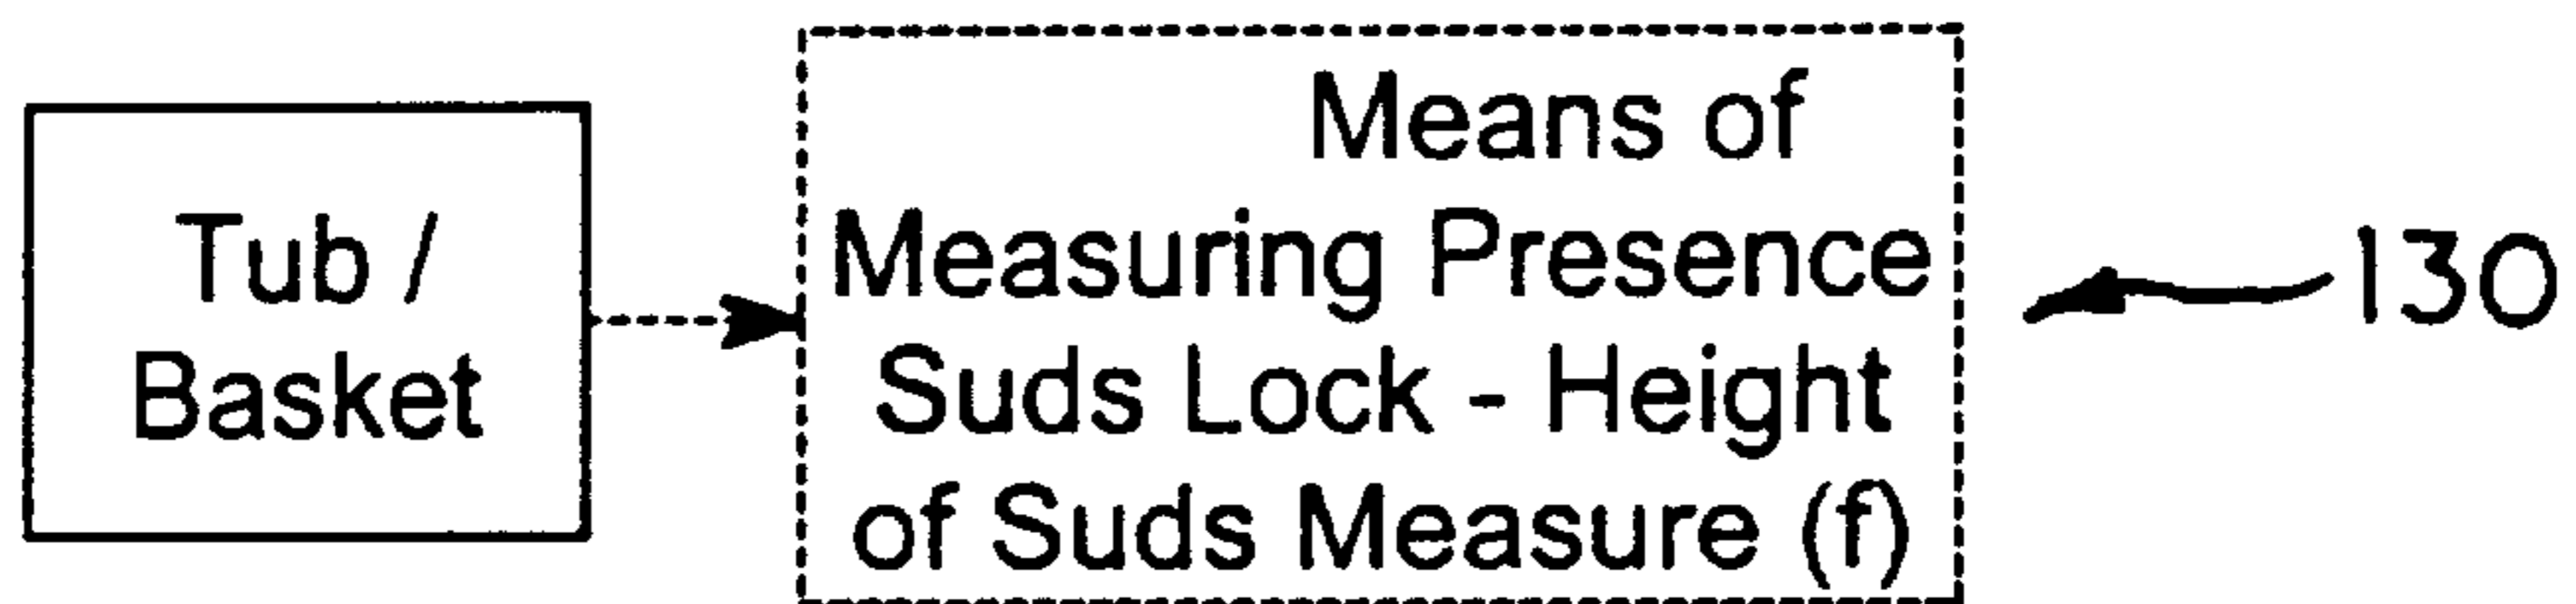 Tub /
Basket
Means of
Measuring Presence
Suds Lock - Height
of Suds Measure (f)
130